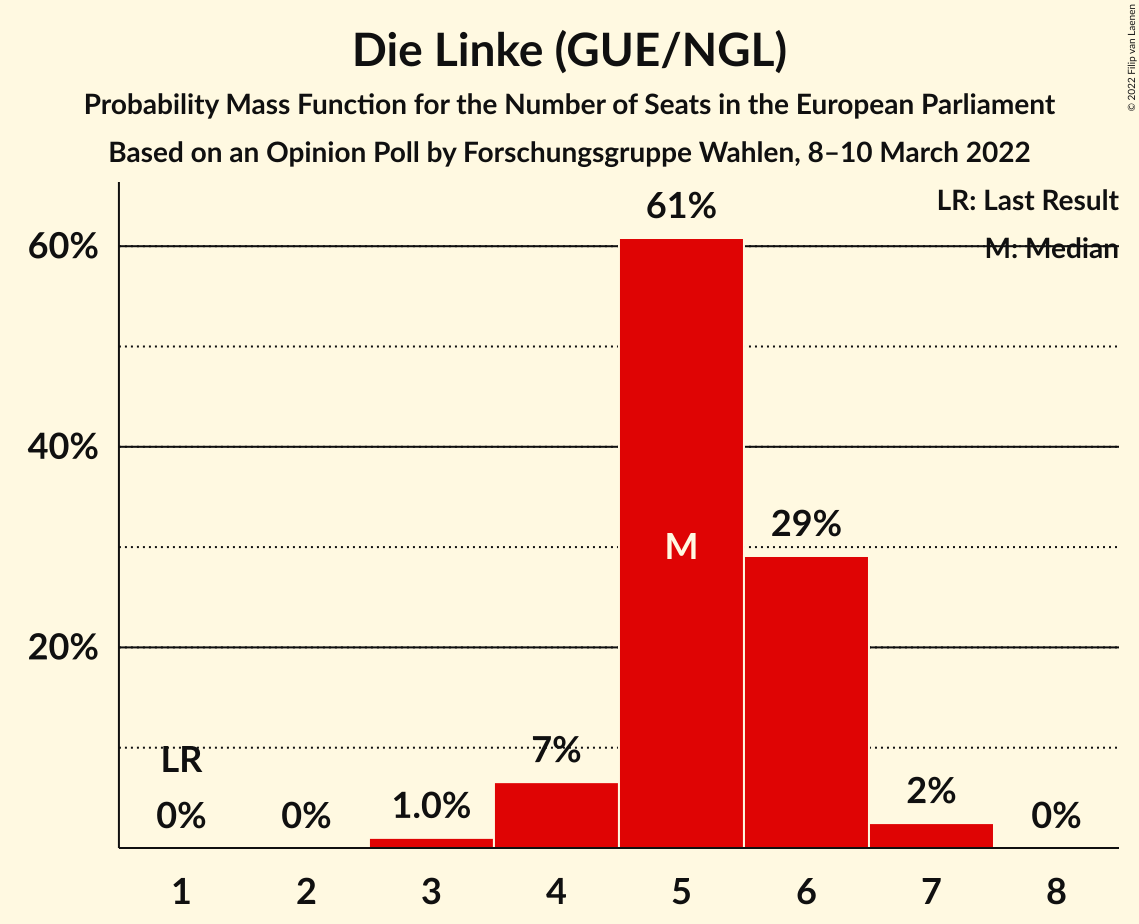 Die Linke (GUE/NGL)
Probability Mass Function for the Number of Seats in the European Parliament
Based on an Opinion Poll by Forschungsgruppe Wahlen, 8–10 March 2022
© 2022 Filip van Laenen
LR: Last Result
M: Median
61%
60%
40%
29%
M
20%
LR
7%
0%
0%
1.0%
2%
0%
1 2 3 4 5 6 7 8